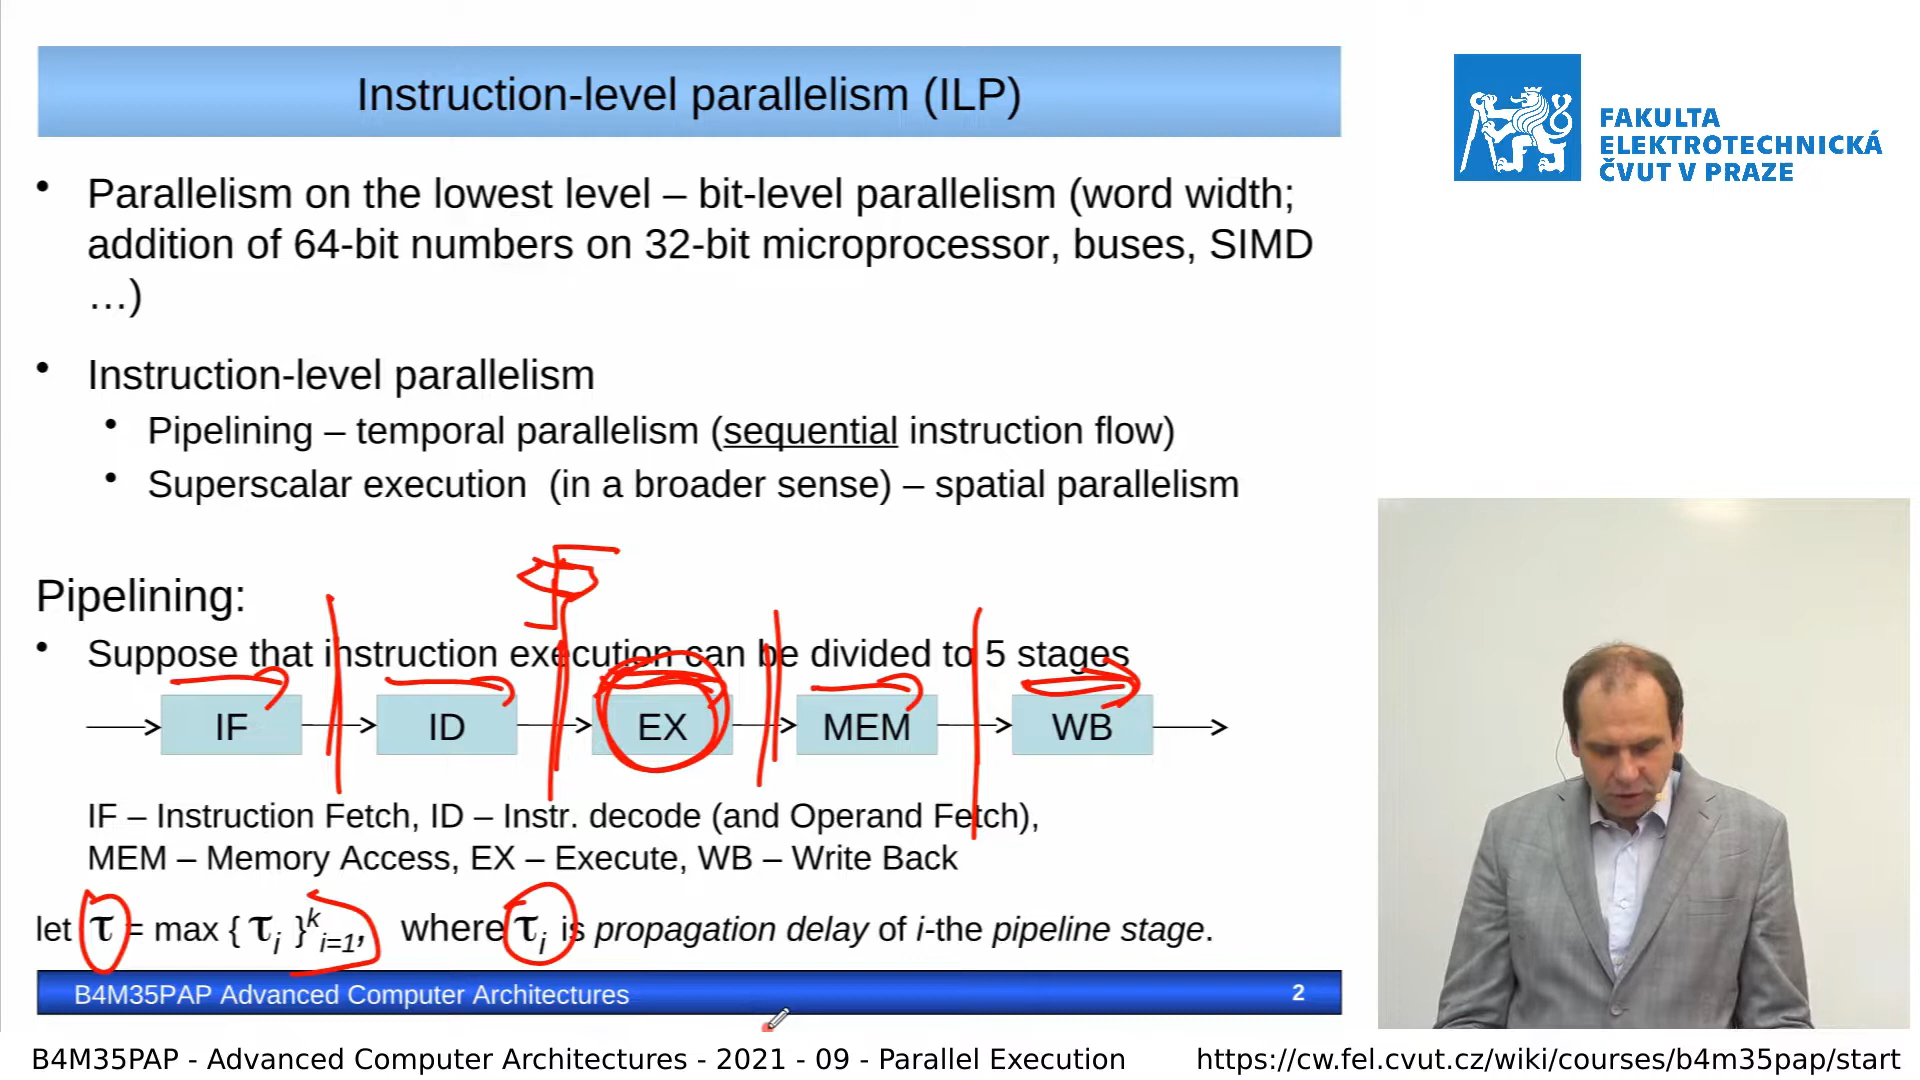 Instruction-level parallelism (ILP)
• Parallelism on the lowest level – bit-level parallelism (word width;
addition of 64-bit numbers on 32-bit microprocessor, buses, SIMD
…)
• Instruction-level parallelism
• Pipelining – temporal parallelism (sequential instruction flow)
• Superscalar execution (in a broader sense) – spatial parallelism
Pipelining:
• Suppose that instruction execution can be divided to 5 stages
IF ID EX MEM WB
IF – Instruction Fetch, ID – Instr. decode (and Operand Fetch),
MEM – Memory Access, EX – Execute, WB – Write Back
let τ = max { τi }k i=1, where τi is propagation delay of i-the pipeline stage.
B4M35PAP Advanced Computer Architectures 2
FAKULTA
ELEKTROTECHNICKÁ
ČVUT V PRAZE
B4M35PAP - Advanced Computer Architectures - 2021 - 09 - Parallel Execution https://cw.fel.cvut.cz/wiki/courses/b4m35pap/start